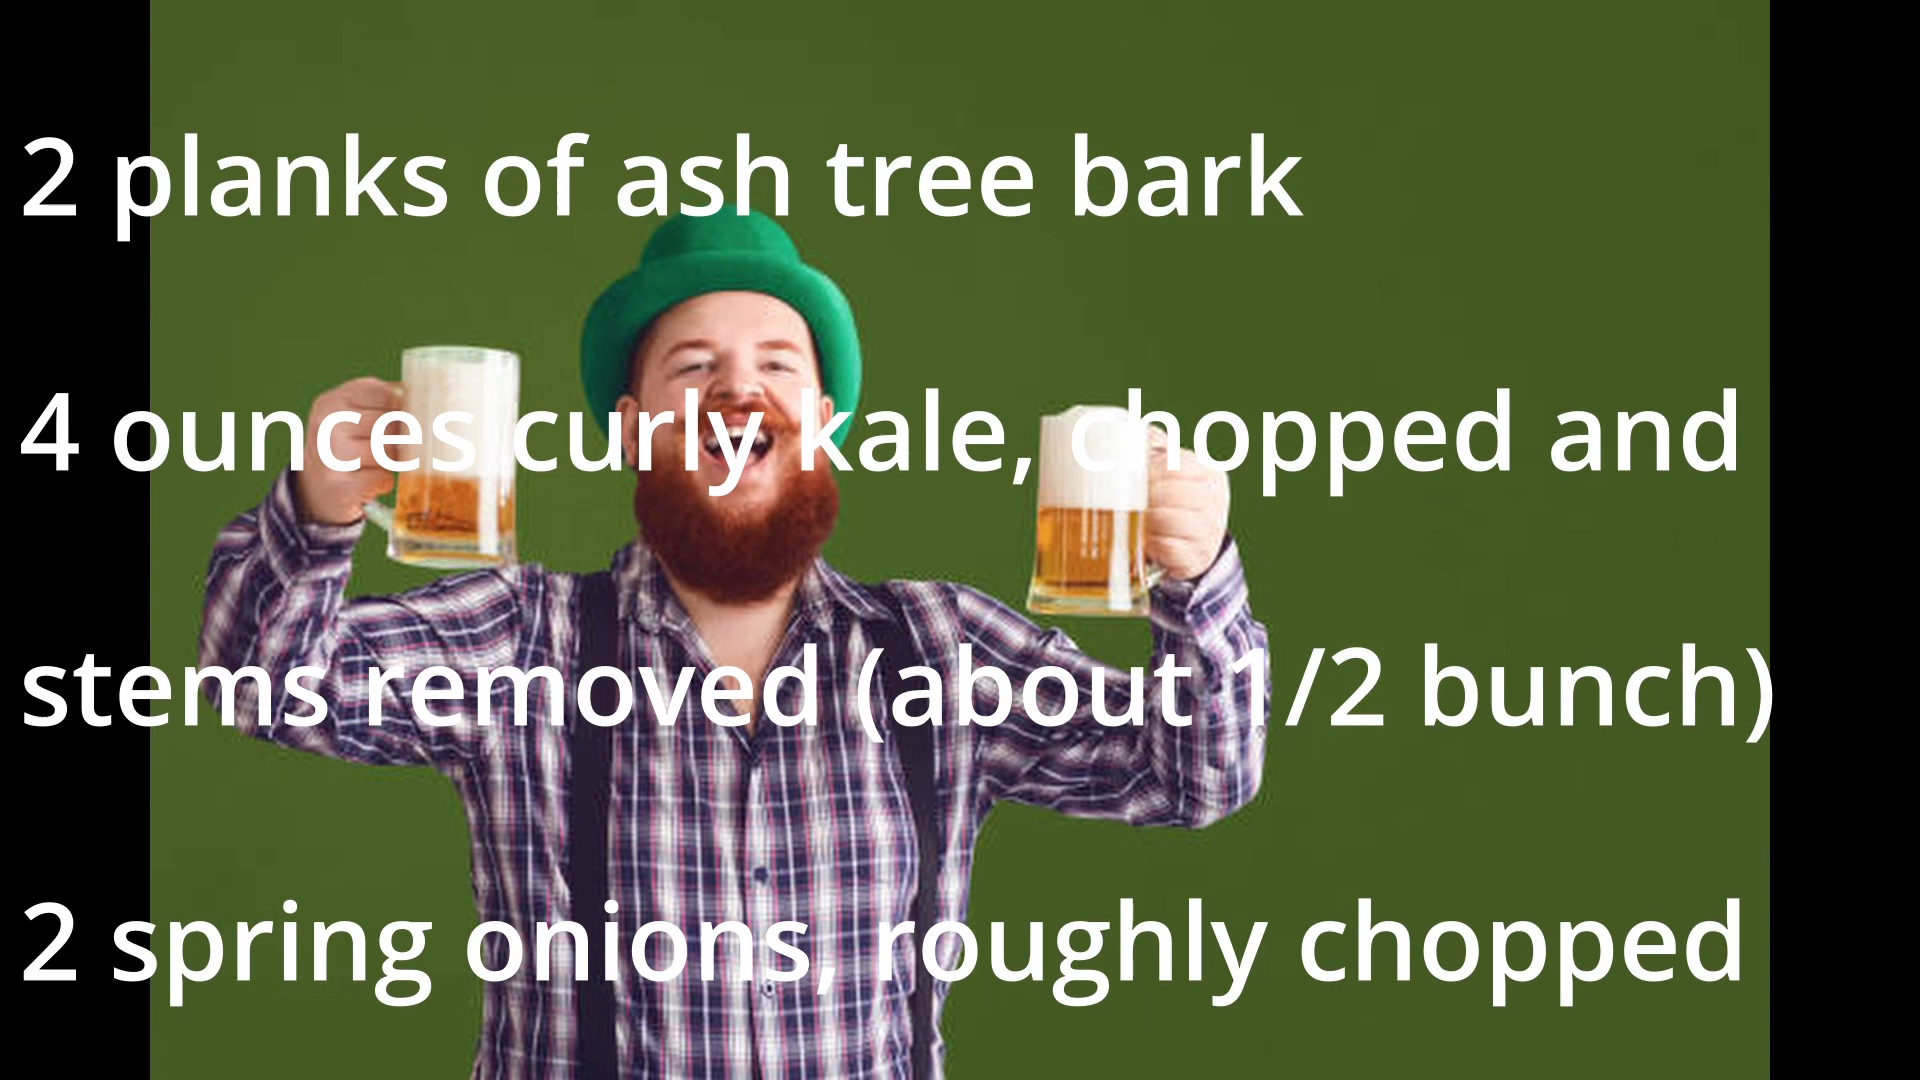 2 planks of ash tree bark
4 ounces curly kale, chopped and
stems removed (about 1/2 bunch)
2 spring onions, roughly chopped